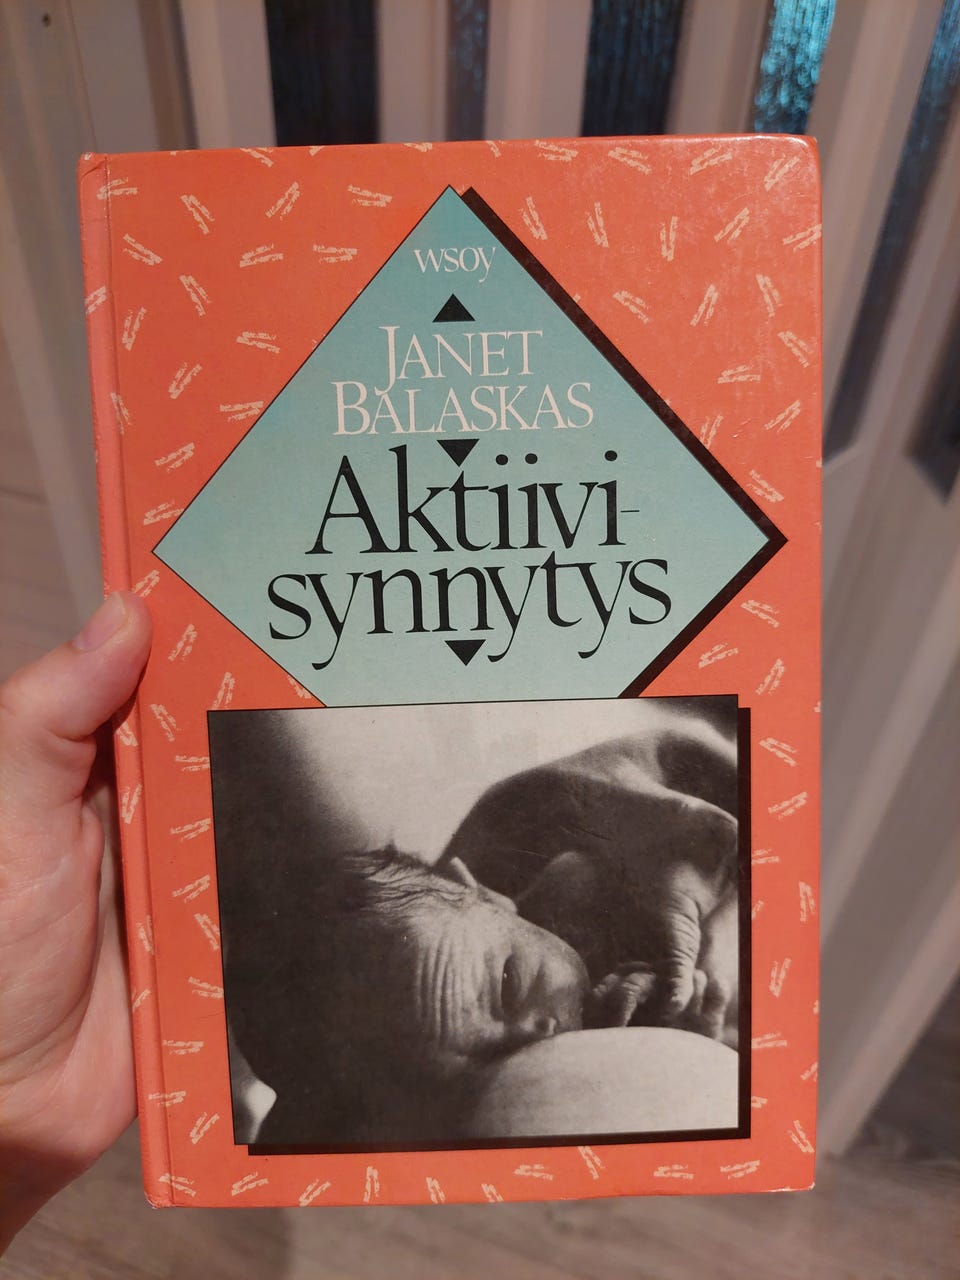 wsoy
JANET
BALASKAS
Aktiivi-
synnytys